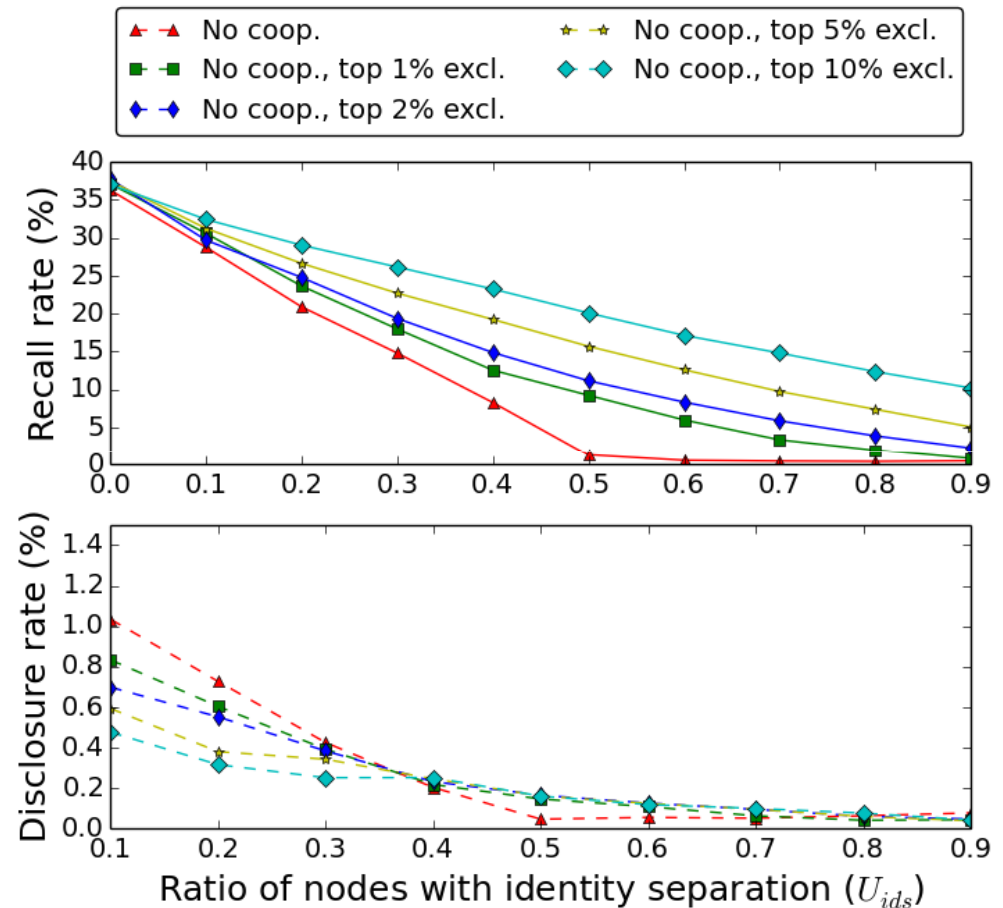 No coop.
No coop., top 1% excl.
No coop., top 2% excl.
No coop., top 5% excl.
No coop., top 10% excl.
Recall rate (%)
40
35
30
25
20
15
10
5
0
0.0 0.1 0.2 0.3 0.4 0.5 0.6 0.7 0.8 0.9
Disclosure rate (%)
1.4
1.2
1.0
0.8
0.6
0.4
0.2
0.0
0.1 0.2 0.3 0.4 0.5 0.6 0.7 0.8 0.9
Ratio of nodes with identity separation (U_{ids})